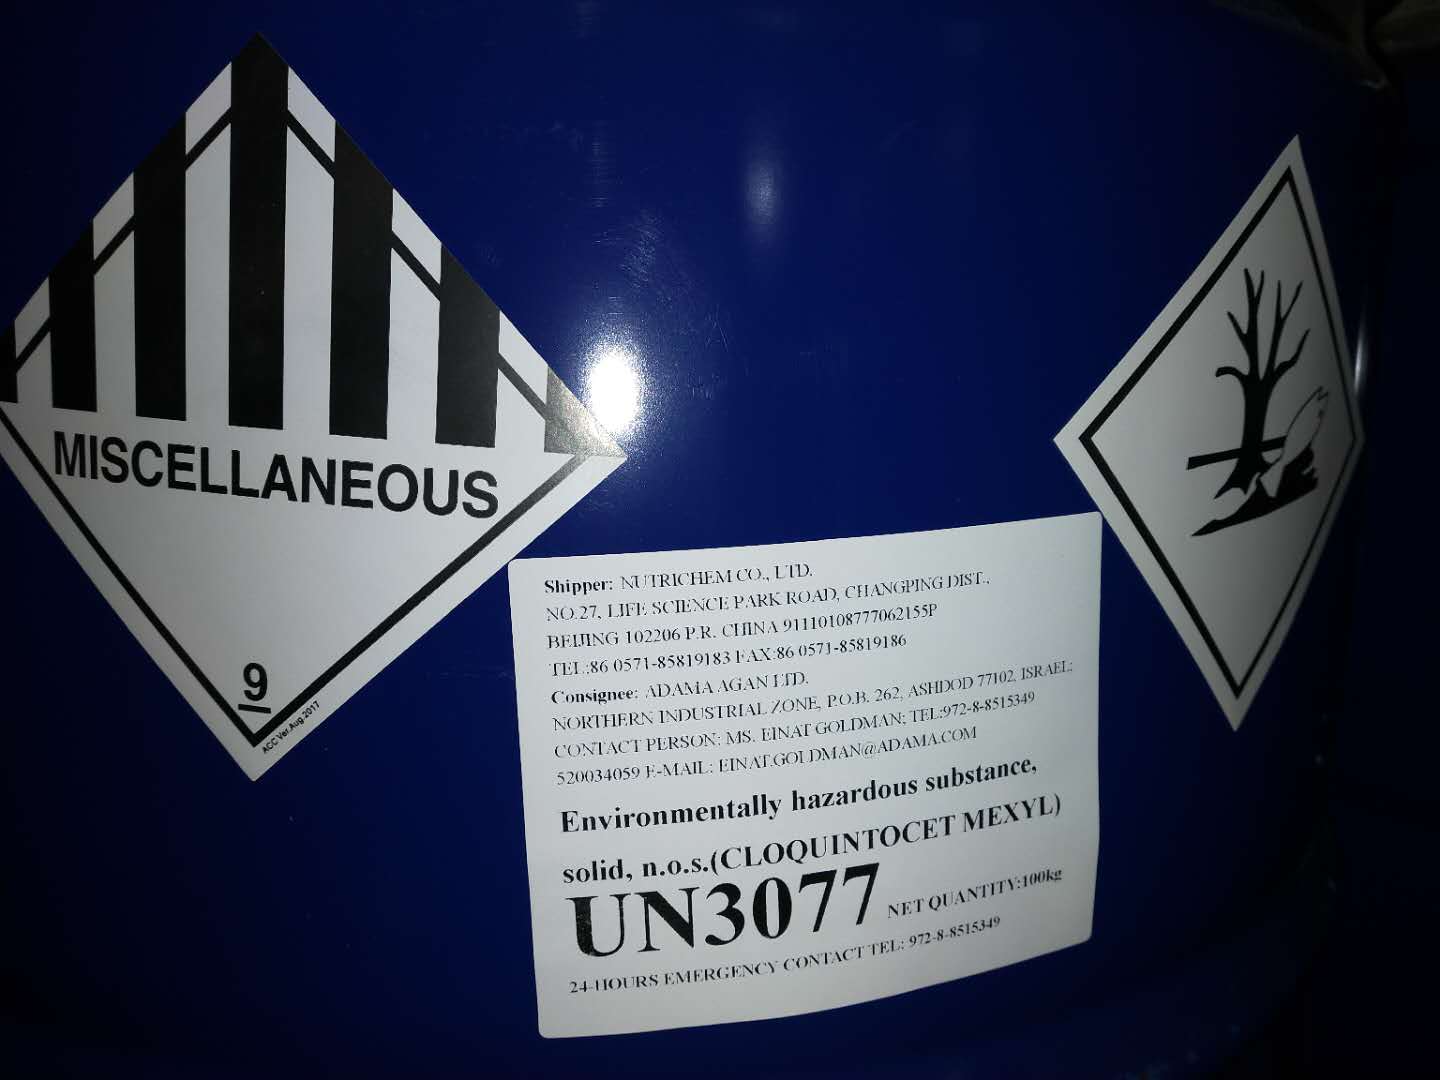 MISCELLANEOUS
9
ACC Ver.Aug.2017
Shipper: NUTRICHEM CO., LTD.
NO.27, LIFE SCIENCE PARK ROAD, CHANGPING DIST.,
BEIJING 102206 P.R. CHINA 91110108777062155P
TEL:86 0571-85819183 FAX:86 0571-85819186
Consignee: ADAMA AGAN LTD.
NORTHERN INDUSTRIAL ZONE, P.O.B. 262, ASHDOD 77102, ISRAEL;
CONTACT PERSON: MS. EINAT GOLDMAN; TEL:972-8-8515349
520034059 E-MAIL: EINAT.GOLDMAN@ADAMA.COM
Environmentally hazardous substance,
solid, n.o.s.(CLOQUINTOCET MEXYL)
UN3077 NET QUANTITY:100kg
24-HOURS EMERGENCY CONTACT TEL: 972-8-8515349